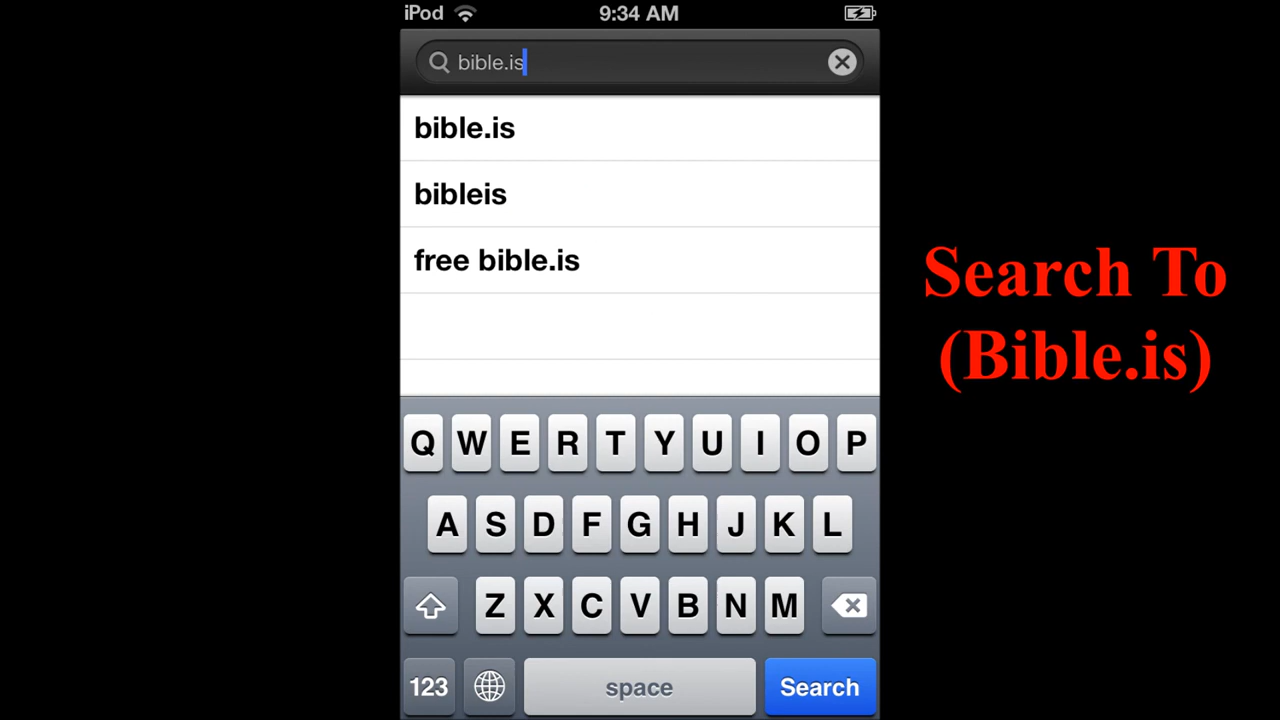 iPod 9:34 AM
bible.is
bible.is
bibleis
free bible.is
Search To
(Bible.is)
Q W E R T Y U I O P
A S D F G H J K L
Z X C V B N M
123 space Search